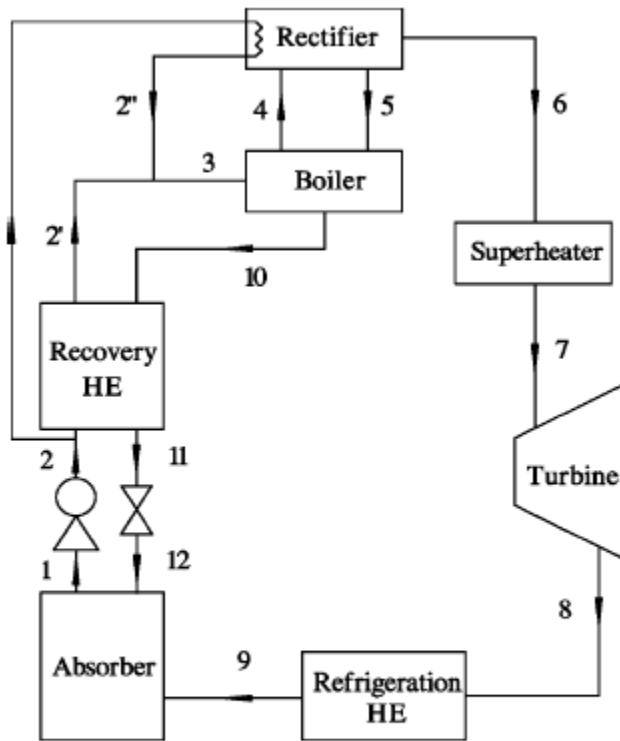 Rectifier
2"
4
5
6
3
Boiler
2'
10
Superheater
Recovery
HE
7
2
11
Turbine
1
12
8
Absorber
9
Refrigeration
HE